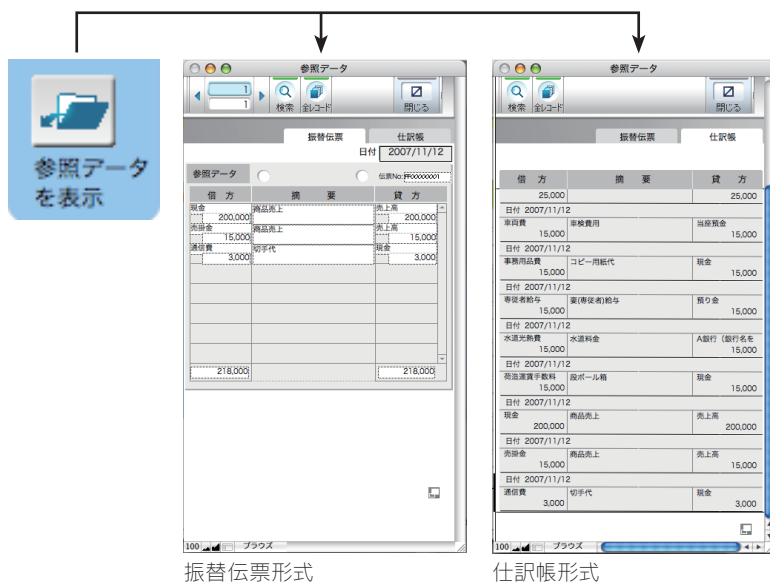 参照データ
を表示
参照データ
1
1
検索 全レコード 閉じる
振替伝票 仕訳帳
日付 2007/11/12
参照データ 伝票No:FF00000001
借 方 摘 要 貸 方
現金 商品売上 売上高
200,000 200,000
売掛金 商品売上 売上高
15,000 15,000
通信費 切手代 現金
3,000 3,000
218,000 218,000
100 ブラウズ
振替伝票形式
参照データ
検索 全レコード 閉じる
振替伝票 仕訳帳
借 方 摘 要 貸 方
25,000 25,000
日付 2007/11/12
車両費 車検費用 当座預金
15,000 15,000
日付 2007/11/12
事務用品費 コピー用紙代 現金
15,000 15,000
日付 2007/11/12
専従者給与 妻(専従者)給与 預り金
15,000 15,000
日付 2007/11/12
水道光熱費 水道料金 A銀行（銀行名を
15,000 15,000
日付 2007/11/12
荷造運賃手数料 段ボール箱 現金
15,000 15,000
日付 2007/11/12
現金 商品売上 売上高
200,000 200,000
日付 2007/11/12
売掛金 商品売上 売上高
15,000 15,000
日付 2007/11/12
通信費 切手代 現金
3,000 3,000
100 ブラウズ
仕訳帳形式